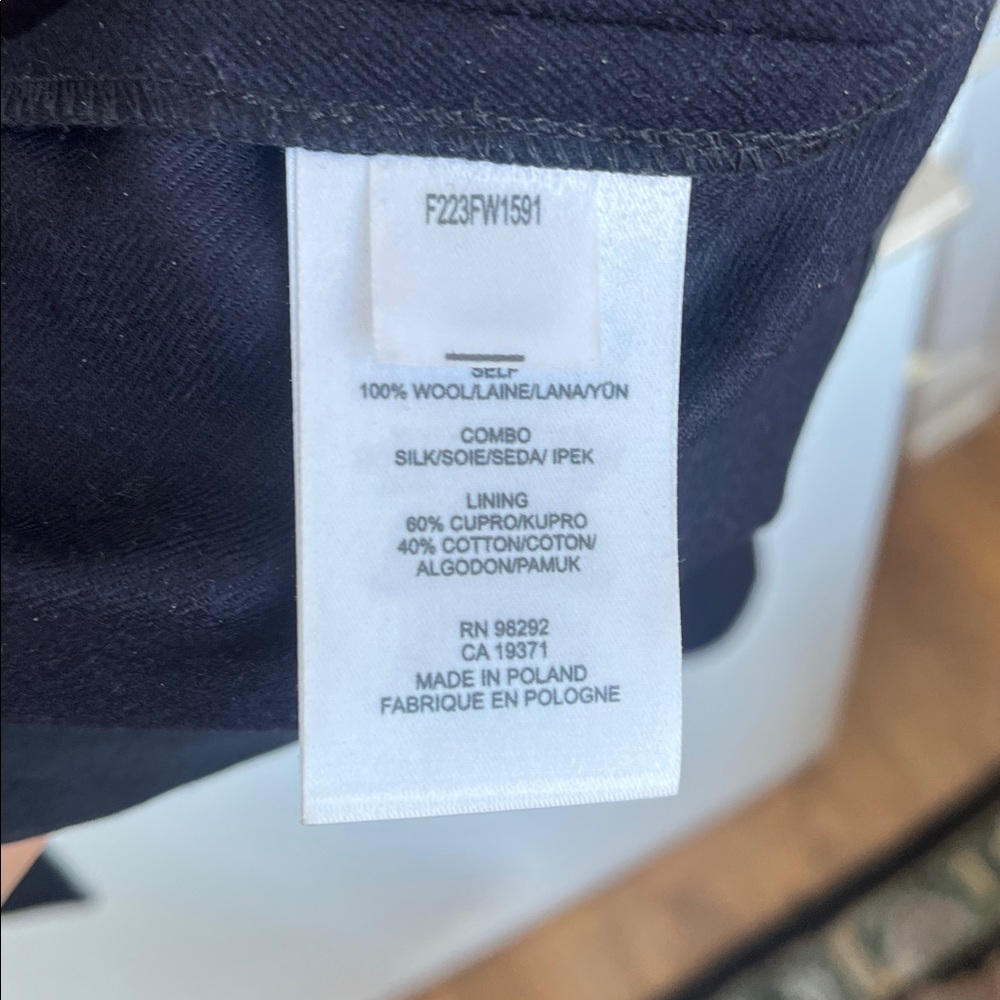 F223FW1591
SELF
100% WOOL/LAINE/LANA/YÜN
COMBO
SILK/SOIE/SEDA/ IPEK
LINING
60% CUPRO/KUPRO
40% COTTON/COTON/
ALGODON/PAMUK
RN 98292
CA 19371
MADE IN POLAND
FABRIQUE EN POLOGNE